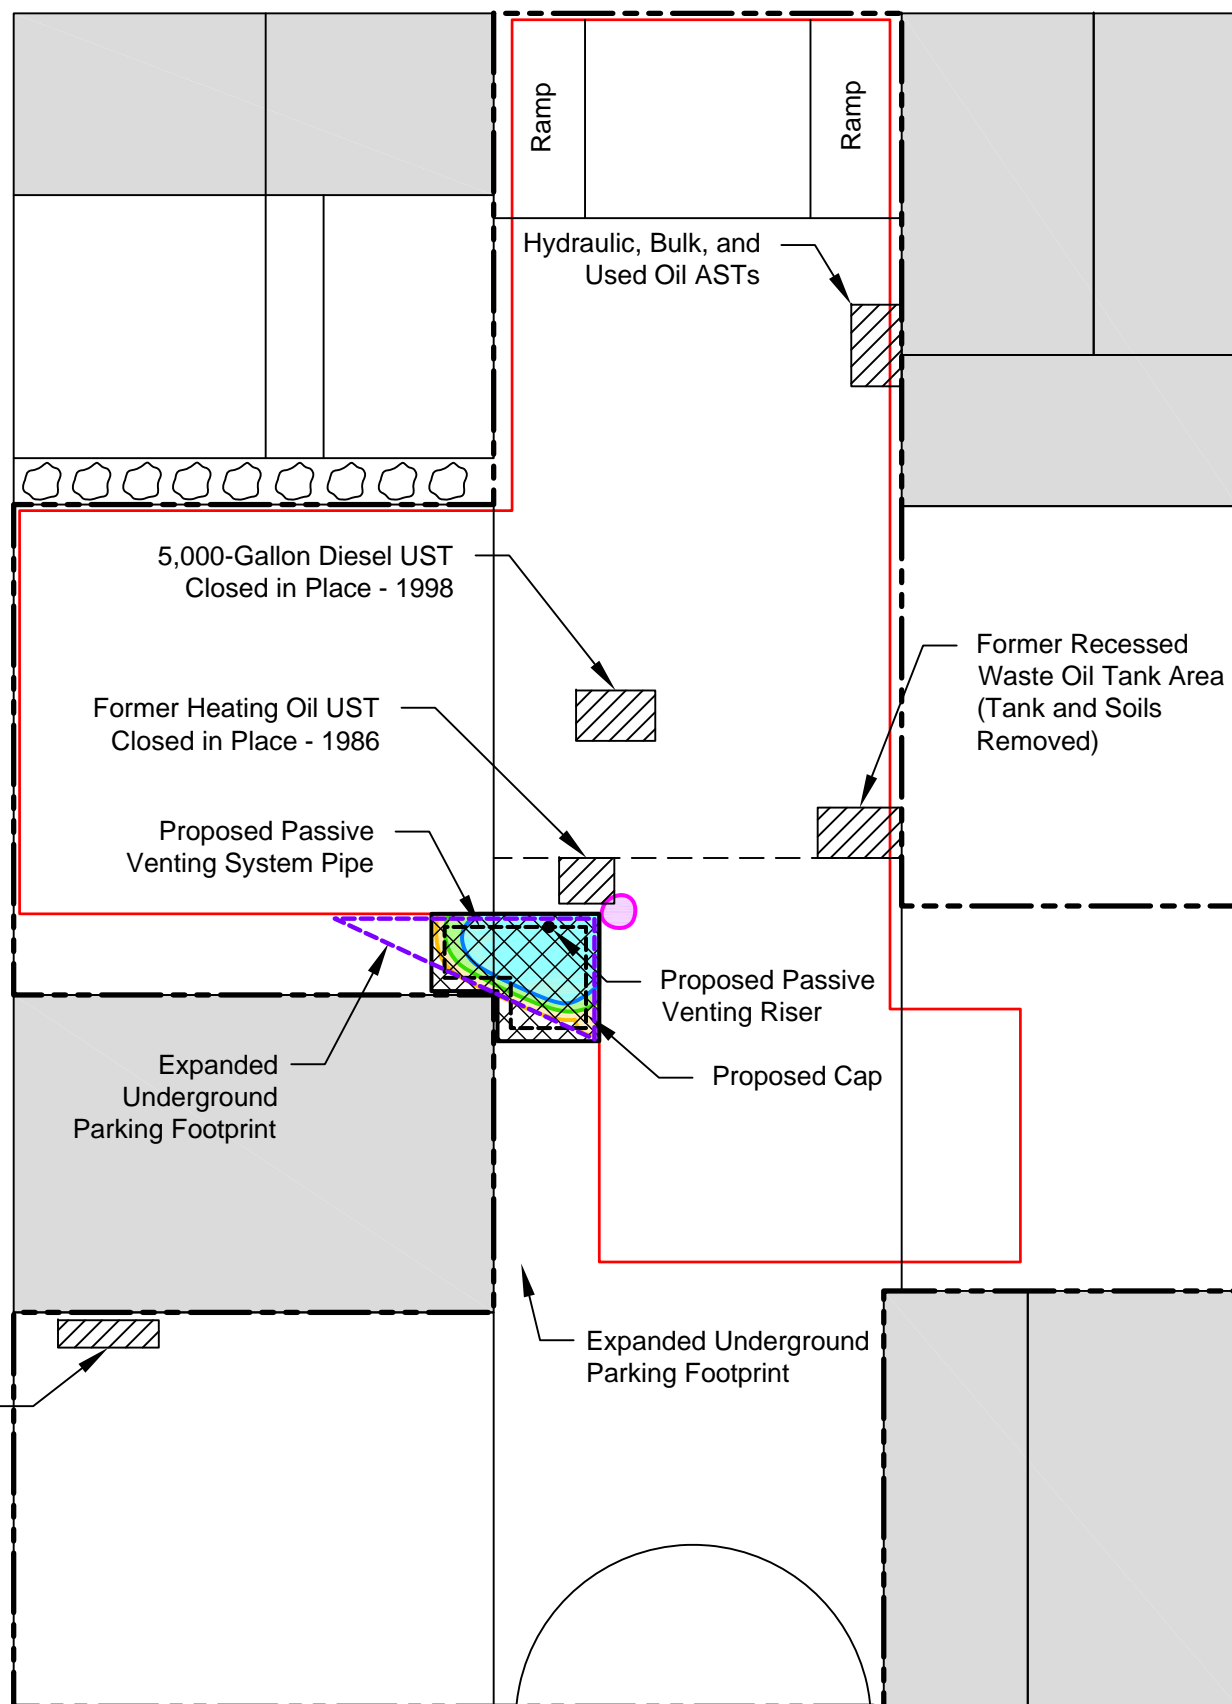 Ramp
Ramp
Hydraulic, Bulk, and
Used Oil ASTs
5,000-Gallon Diesel UST
Closed in Place - 1998
Former Recessed
Waste Oil Tank Area
(Tank and Soils
Removed)
Former Heating Oil UST
Closed in Place - 1986
Proposed Passive
Venting System Pipe
Proposed Passive
Venting Riser
Expanded
Underground
Parking Footprint
Proposed Cap
Expanded Underground
Parking Footprint